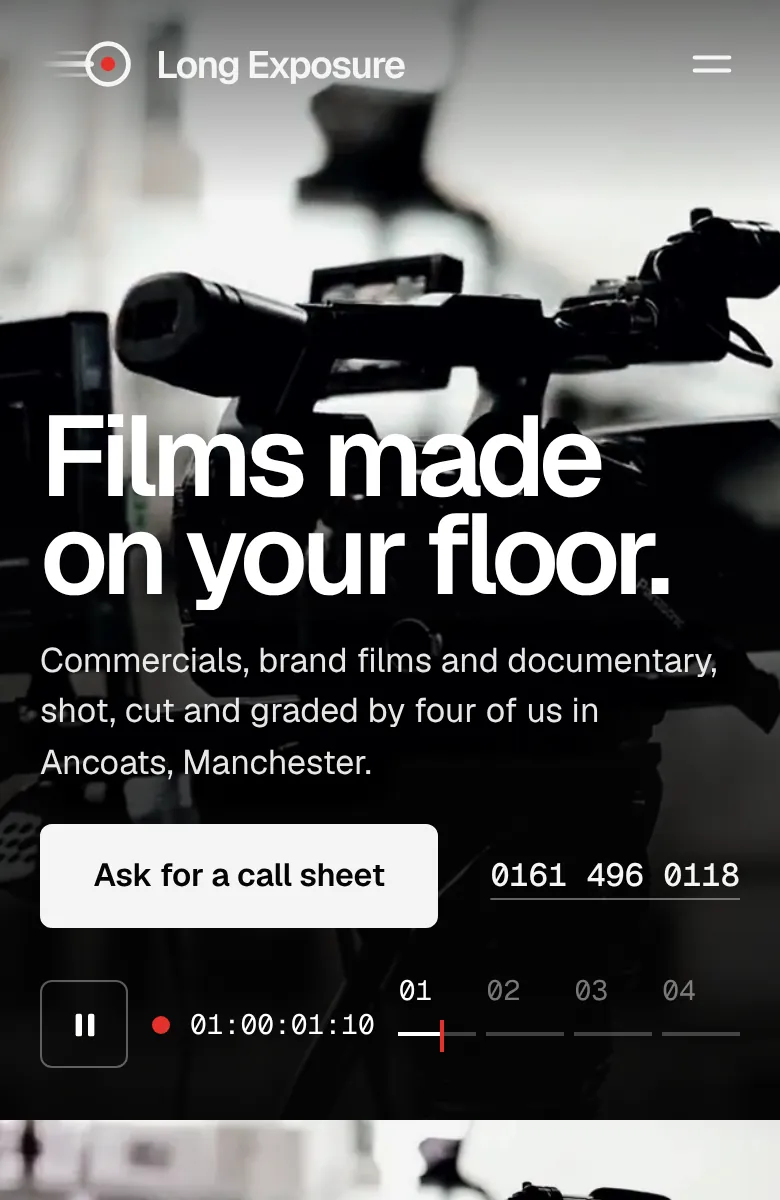 Long Exposure
Films made
on your floor.
Commercials, brand films and documentary,
shot, cut and graded by four of us in
Ancoats, Manchester.
Ask for a call sheet
0161 496 0118
01:00:01:10
01
02
03
04
Panasonic